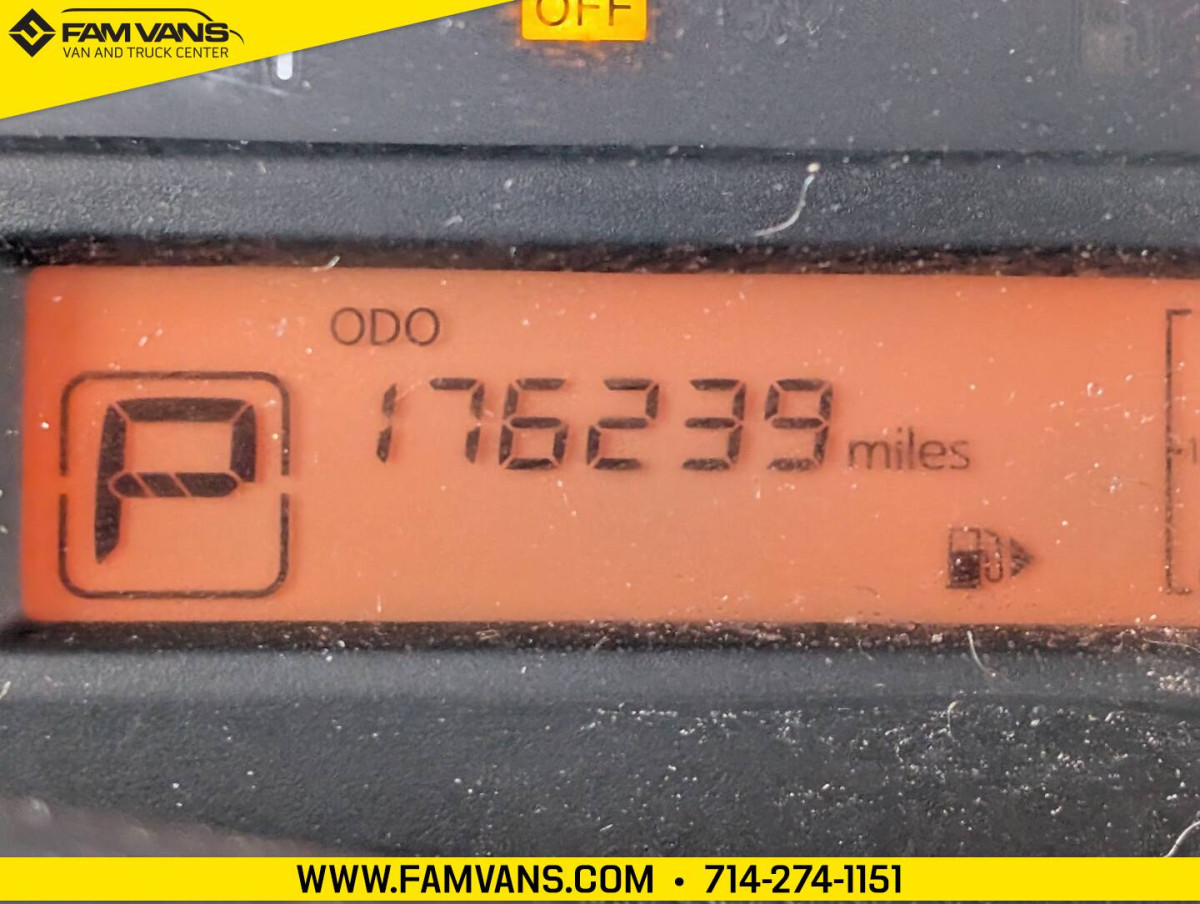 FAM VANS
VAN AND TRUCK CENTER
OFF
ODO
P
176239 miles
WWW.FAMVANS.COM • 714-274-1151